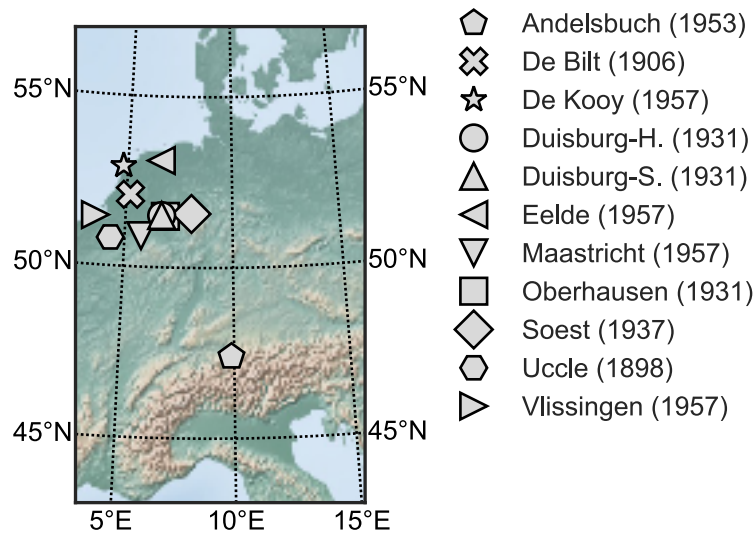 55°N
50°N
45°N
55°N
50°N
45°N
5°E
10°E
15°E
Andelsbuch (1953)
De Bilt (1906)
De Kooy (1957)
Duisburg-H. (1931)
Duisburg-S. (1931)
Eelde (1957)
Maastricht (1957)
Oberhausen (1931)
Soest (1937)
Uccle (1898)
Vlissingen (1957)